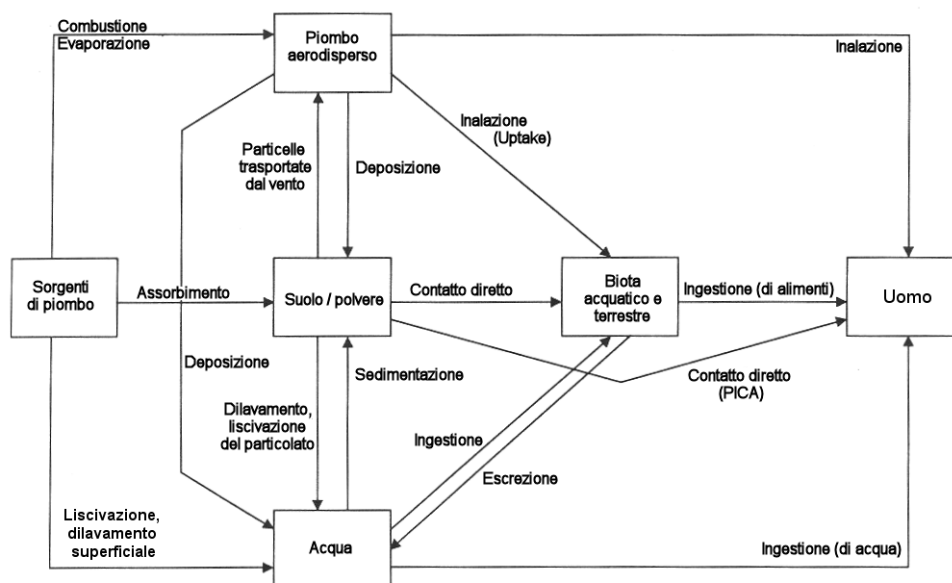 Combustione
Evaporazione
Piombo
aerodisperso
Inalazione
Inalazione
(Uptake)
Particelle
trasportate
dal vento
Deposizione
Sorgenti
di piombo
Assorbimento
Suolo / polvere
Contatto diretto
Biota
acquatico e
terrestre
Ingestione (di alimenti)
Uomo
Deposizione
Sedimentazione
Contatto diretto
(PICA)
Dilavamento,
liscivazione
del particolato
Ingestione
Escrezione
Liscivazione,
dilavamento
superficiale
Acqua
Ingestione (di acqua)